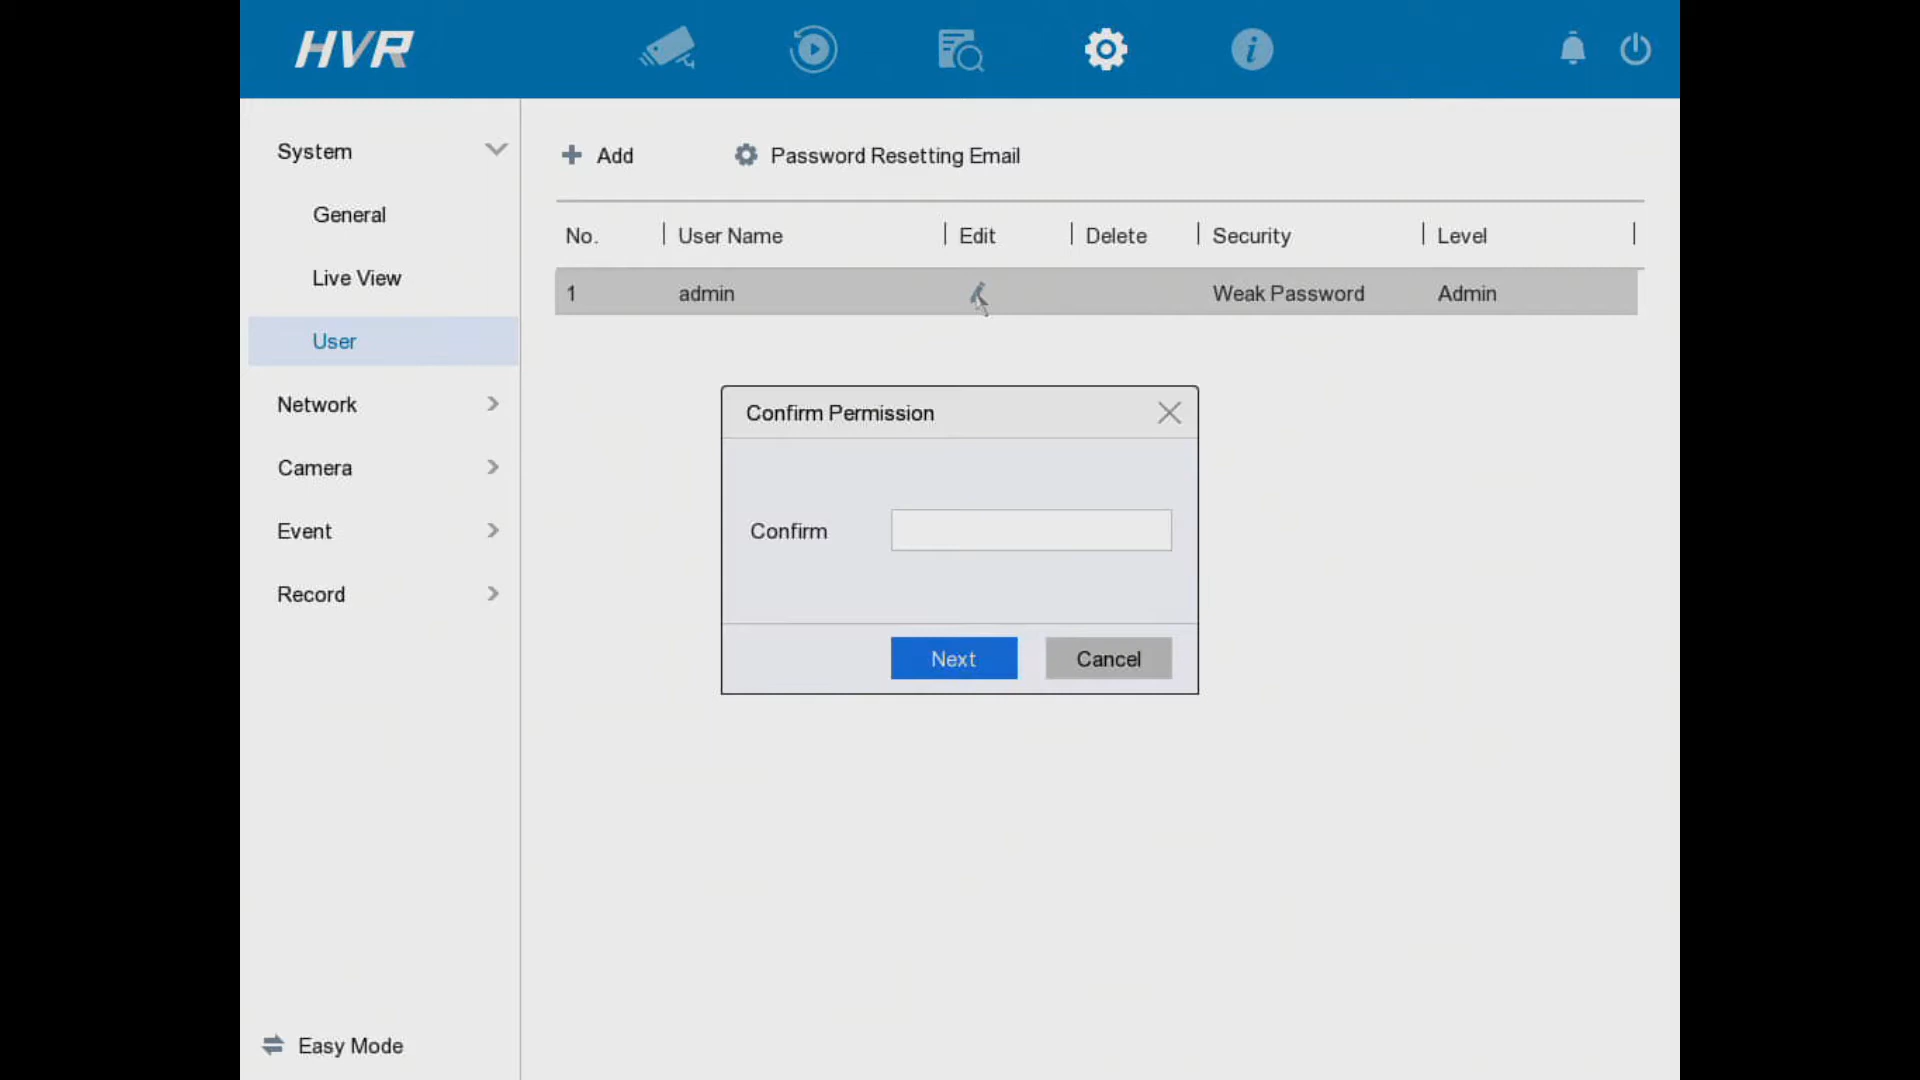 HVR
System
General
Live View
User
Network
Camera
Event
Record
Easy Mode
Add
Password Resetting Email
No. User Name Edit Delete Security Level
1 admin Weak Password Admin
Confirm Permission
Confirm
Next Cancel